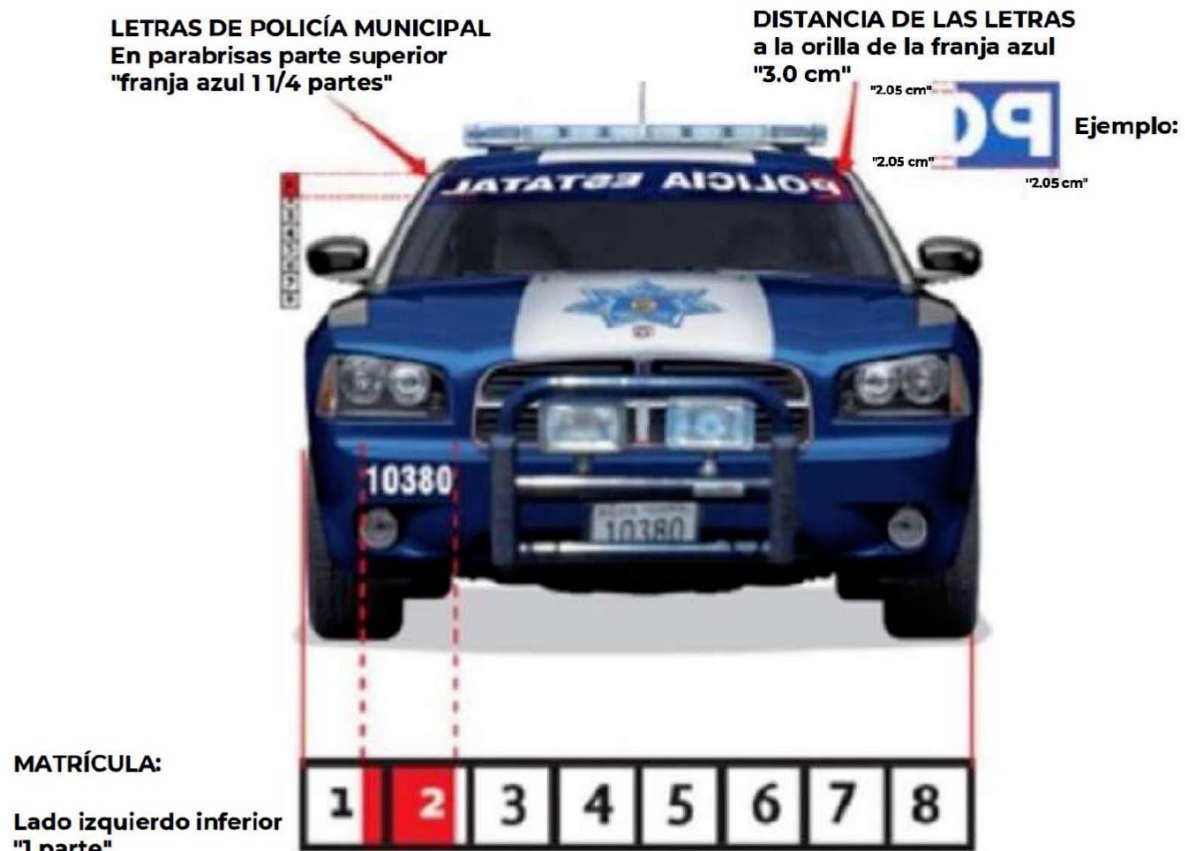 LETRAS DE POLICÍA MUNICIPAL
En parabrisas parte superior
"franja azul 1 1/4 partes"
DISTANCIA DE LAS LETRAS
a la orilla de la franja azul
"3.0 cm"
"2.05 cm"
PO
Ejemplo:
"2.05 cm"
"2.05 cm"
POLICIA ESTATAL
10380
10380
1 2 3 4 5 6 7 8
MATRÍCULA:
Lado izquierdo inferior
"1 parte"